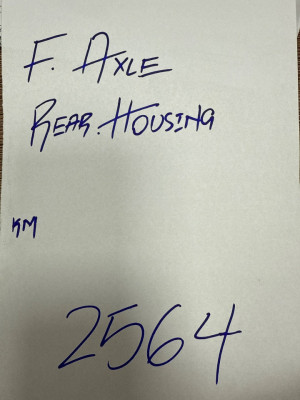 F. AXLE
REAR. HOUSING
KM
2564